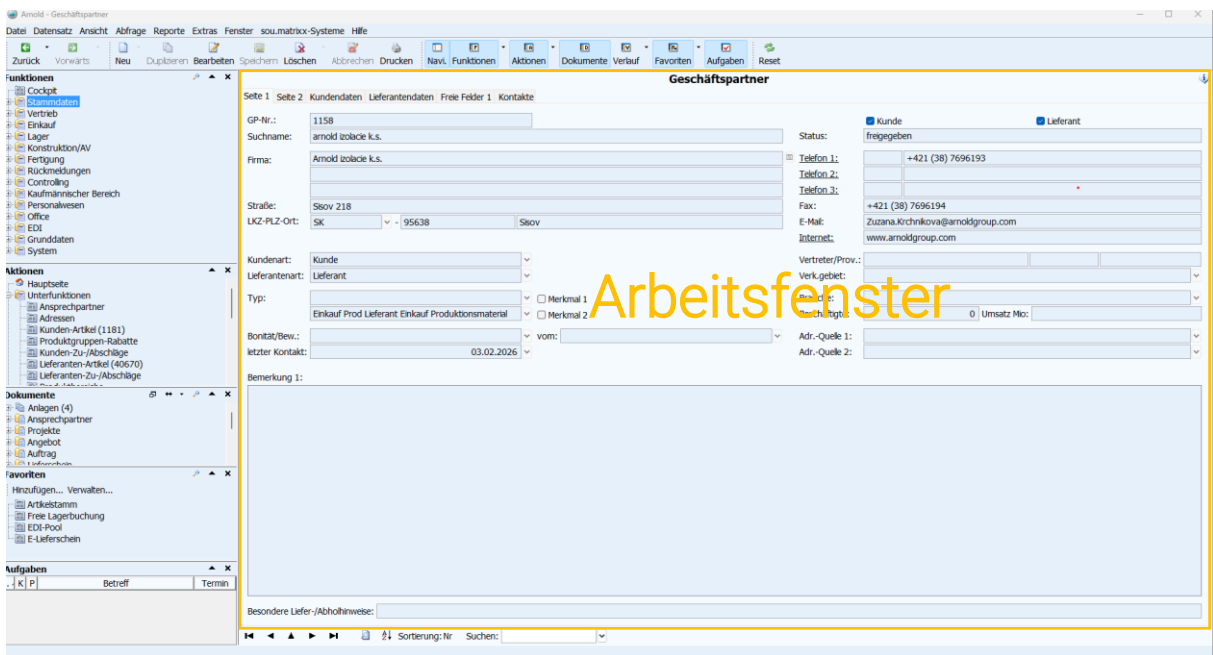 Arnold - Geschäftspartner
Datei Datensatz Ansicht Abfrage Reporte Extras Fenster sou.matrixx-Systeme Hilfe
Zurück Vorwärts Neu Duplizieren Bearbeiten Speichern Löschen Abbrechen Drucken Navi. Funktionen Aktionen Dokumente Verlauf Favoriten Aufgaben Reset
Funktionen
Cockpit
Stammdaten
Vertrieb
Einkauf
Lager
Konstruktion/AV
Fertigung
Rückmeldungen
Controlling
Kaufmännischer Bereich
Personalwesen
Office
EDI
Grunddaten
System
Aktionen
Hauptseite
Unterfunktionen
Ansprechpartner
Adressen
Kunden-Artikel (1181)
Produktgruppen-Rabatte
Kunden-Zu-/Abschläge
Lieferanten-Artikel (40670)
Lieferanten-Zu-/Abschläge
Dokumente
Anlagen (4)
Ansprechpartner
Projekte
Angebot
Auftrag
Lieferschein
Favoriten
Hinzufügen... Verwalten...
Artikelstamm
Freie Lagerbuchung
EDI-Pool
E-Lieferschein
Aufgaben
K P Betreff Termin
Geschäftspartner
Seite 1 Seite 2 Kundendaten Lieferantendaten Freie Felder 1 Kontakte
GP-Nr.: 1158 Kunde Lieferant
Suchname: arnold izolacie k.s. Status: freigegeben
Firma: Arnold izolacie k.s. Telefon 1: +421 (38) 7696193
Telefon 2:
Telefon 3:
Straße: Sisov 218 Fax: +421 (38) 7696194
LKZ-PLZ-Ort: SK - 95638 Sisov E-Mail: Zuzana.Krchnikova@arnoldgroup.com
Internet: www.arnoldgroup.com
Kundenart: Kunde Vertreter/Prov.:
Lieferantenart: Lieferant Verk.gebiet:
Arbeitsfenster
Typ: Merkmal 1
Einkauf Prod Lieferant Einkauf Produktionsmaterial Merkmal 2 0 Umsatz Mio:
Bonität/Bew.: vom: Adr.-Quelle 1:
letzter Kontakt: 03.02.2026 Adr.-Quelle 2:
Bemerkung 1:
Besondere Liefer-/Abholhinweise:
Sortierung: Nr Suchen: